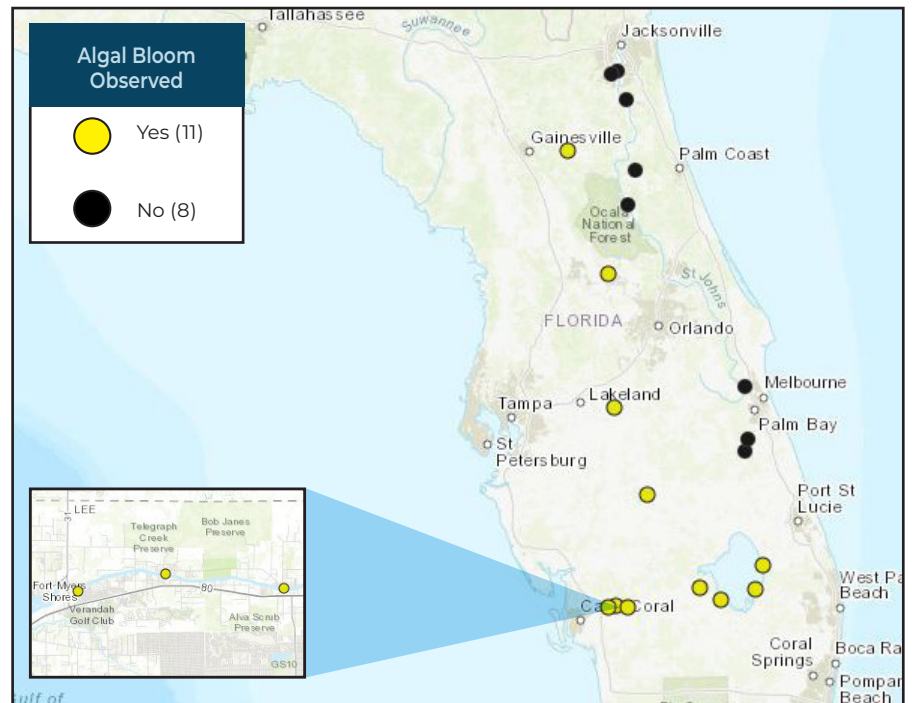 Tallahassee
Suwannee
Jacksonville
Algal Bloom
Observed
Yes (11)
No (8)
Gainesville
Palm Coast
Ocala
National
Forest
St Johns
FLORIDA
Orlando
Melbourne
Lakeland
Tampa
Palm Bay
St
Petersburg
Port St
Lucie
LEE
31
Telegraph
Creek
Preserve
Bob Janes
Preserve
80
Fort Myers
Shores
Verandah
Golf Club
Alva Scrub
Preserve
GS10
Cape Coral
West Pa
Beach
Coral
Springs
Boca Ra
Pompan
Beach
Gulf of